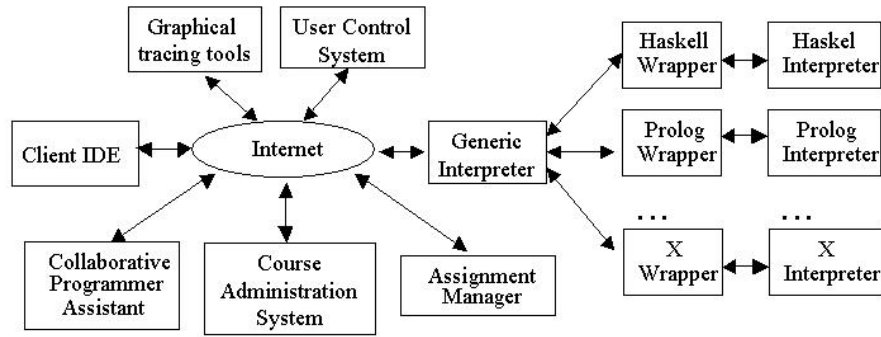 Graphical
tracing tools
User Control
System
Haskell
Wrapper
Haskel
Interpreter
Client IDE
Internet
Generic
Interpreter
Prolog
Wrapper
Prolog
Interpreter
...
...
Collaborative
Programmer
Assistant
Course
Administration
System
Assignment
Manager
X
Wrapper
X
Interpreter